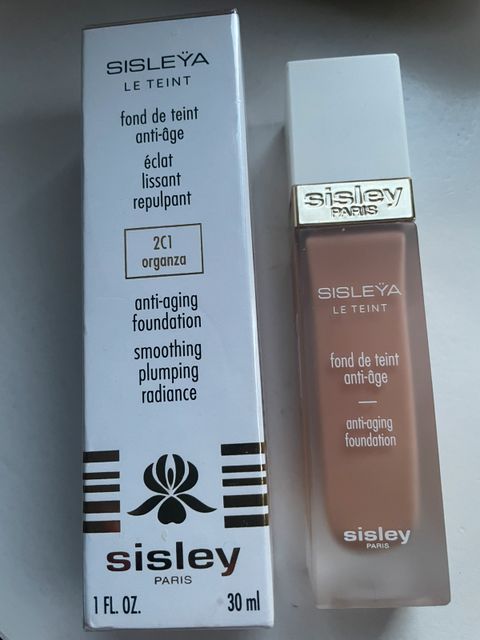 SISLEŸA
LE TEINT
fond de teint
anti-âge
éclat
lissant
repulpant
2C1
organza
anti-aging
foundation
smoothing
plumping
radiance
sisley
PARIS
1 FL. OZ.
30 ml
sisley
PARIS
SISLEŸA
LE TEINT
fond de teint
anti-âge
anti-aging
foundation
sisley
PARIS